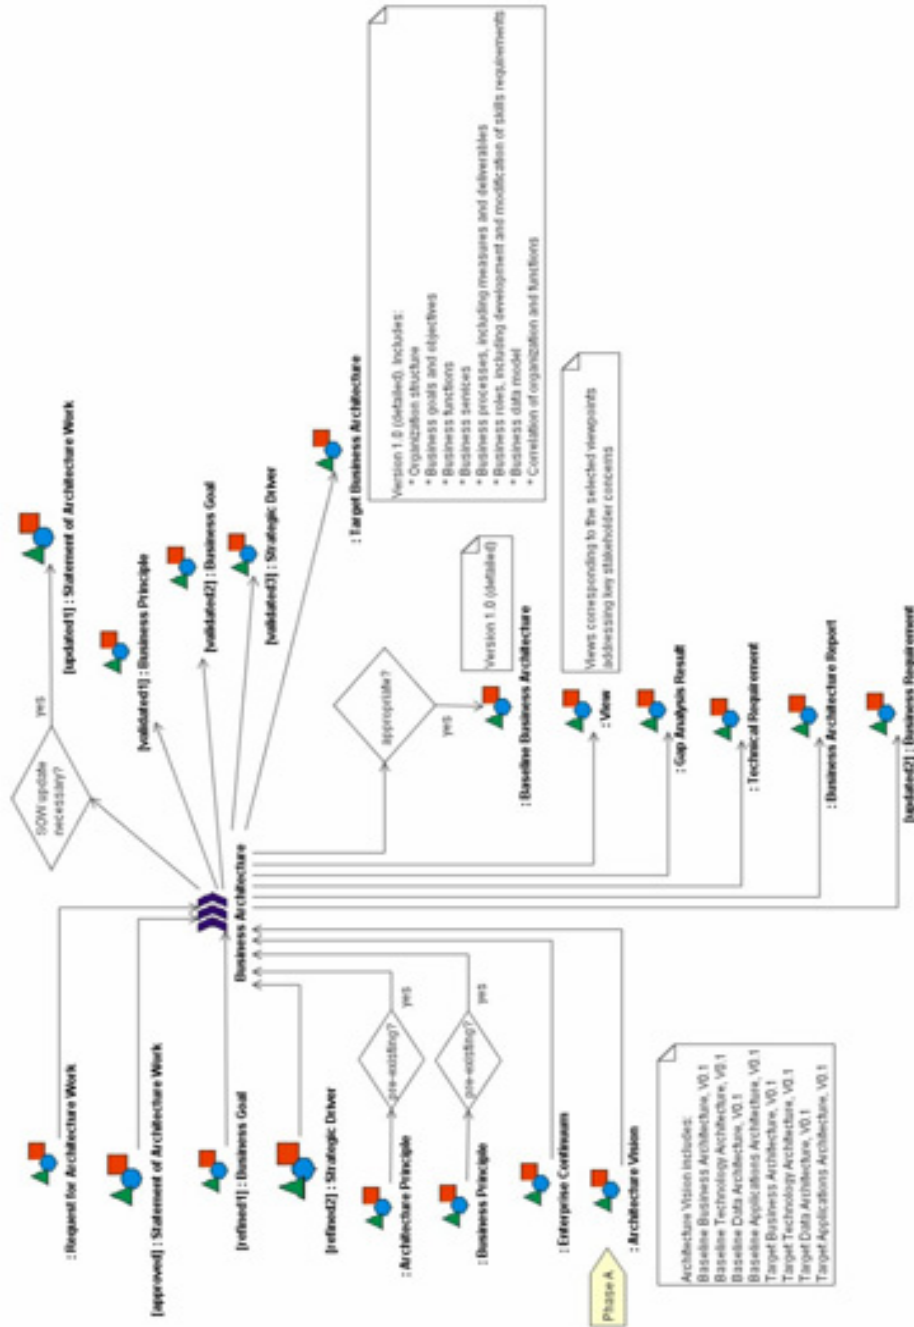 : Request for Architecture Work
[approved] : Statement of Architecture Work
[refined1] : Business Goal
[refined2] : Strategic Driver
: Architecture Principle
pre-existing?
yes
: Business Principle
pre-existing?
yes
: Enterprise Continuum
Phase A
: Architecture Vision
Architecture Vision includes:
Baseline Business Architecture, V0.1
Baseline Technology Architecture, V0.1
Baseline Data Architecture, V0.1
Baseline Applications Architecture, V0.1
Target Business Architecture, V0.1
Target Technology Architecture, V0.1
Target Data Architecture, V0.1
Target Applications Architecture, V0.1
Business Architecture
SOW update
necessary?
yes
[updated1] : Statement of Architecture Work
[validated1] : Business Principle
[validated2] : Business Goal
[validated3] : Strategic Driver
: Target Business Architecture
Version 1.0 (detailed). Includes:
* Organization structure
* Business goals and objectives
* Business functions
* Business services
* Business processes, including measures and deliverables
* Business roles, including development and modification of skills requirements
* Business data model
* Correlation of organization and functions
appropriate?
yes
: Baseline Business Architecture
Version 1.0 (detailed)
: View
Views corresponding to the selected viewpoints
addressing key stakeholder concerns
: Gap Analysis Result
: Technical Requirement
: Business Architecture Report
[updated2] : Business Requirement